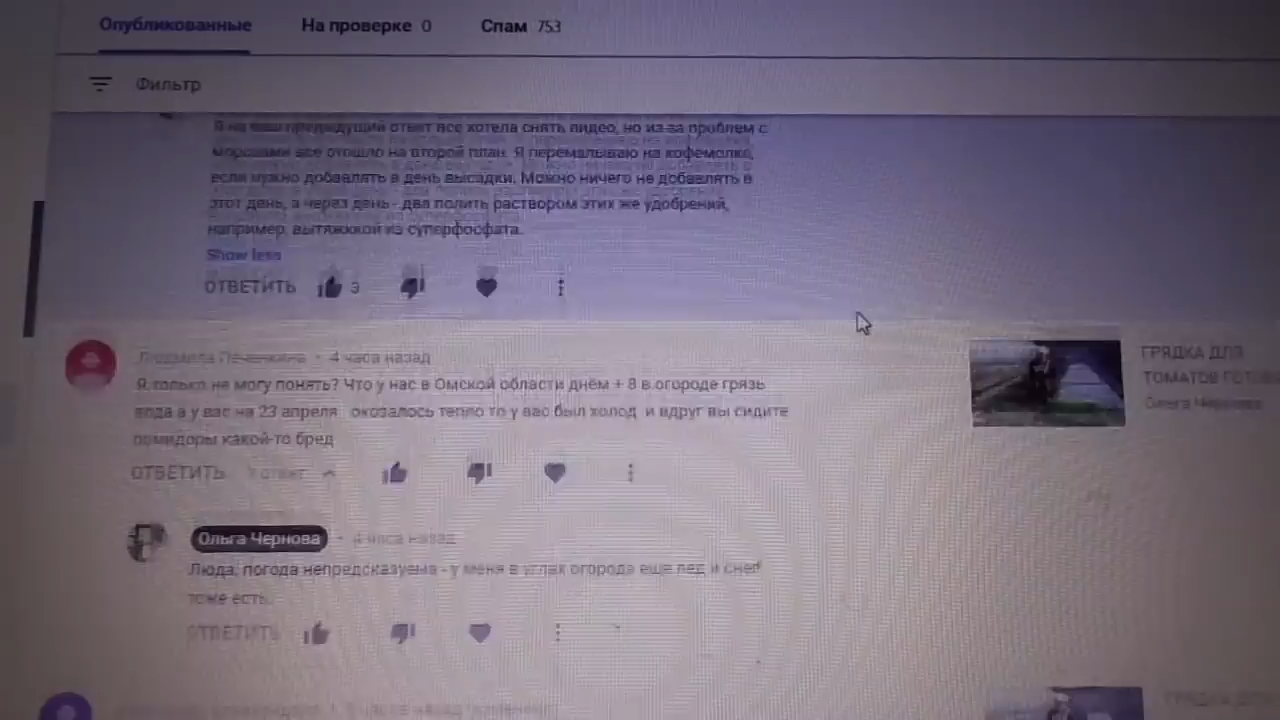 Опубликованные На проверке 0 Спам 753
Фильтр
Я на ваш предыдущий ответ все хотела снять видео, но из-за проблем с
морозами все отошло на второй план. Я перемалываю на кофемолке,
если нужно добавлять в день высадки. Можно ничего не добавлять в
этот день, а через день - два полить раствором этих же удобрений,
например, вытяжкой из суперфосфата.
Show less
ОТВЕТИТЬ 3
Людмила Печенкина • 4 часа назад
Я только не могу понять? Что у нас в Омской области днём + 8 в огороде грязь
вода а у вас на 23 апреля оказалось тепло то у вас был холод и вдруг вы сидите
помидоры какой-то бред
ОТВЕТИТЬ 1 ответ
ГРЯДКА ДЛЯ
ТОМАТОВ ГОТОВ
Ольга Чернова
Ольга Чернова • 4 часа назад
Люда, погода непредсказуема - у меня в углах огорода еще лед и снег
тоже есть.
ОТВЕТИТЬ